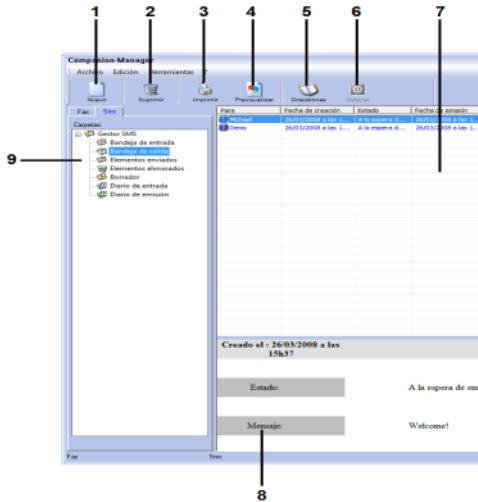 1 2 3 4 5 6 7
Companion-Manager
Archivo Edición Herramientas ?
Nuevo Suprimir Imprimir Previsualizar Direcciones
Fax Sms
Para Fecha de creación Estado Fecha de emisión
Carpetas:
Michael 26/03/2008 a las 1... A la espera d... 26/03/2008 a las 1...
Denis 26/03/2008 a las 1... A la espera d... 26/03/2008 a las 1...
Gestor SMS
Bandeja de entrada
Bandeja de salida
9
Elementos enviados
Elementos eliminados
Borrador
Diario de entrada
Diario de emisión
Creado el : 26/03/2008 a las
15h37
Estado: A la espera de em
Mensaje: Welcome!
Fax Sms
8